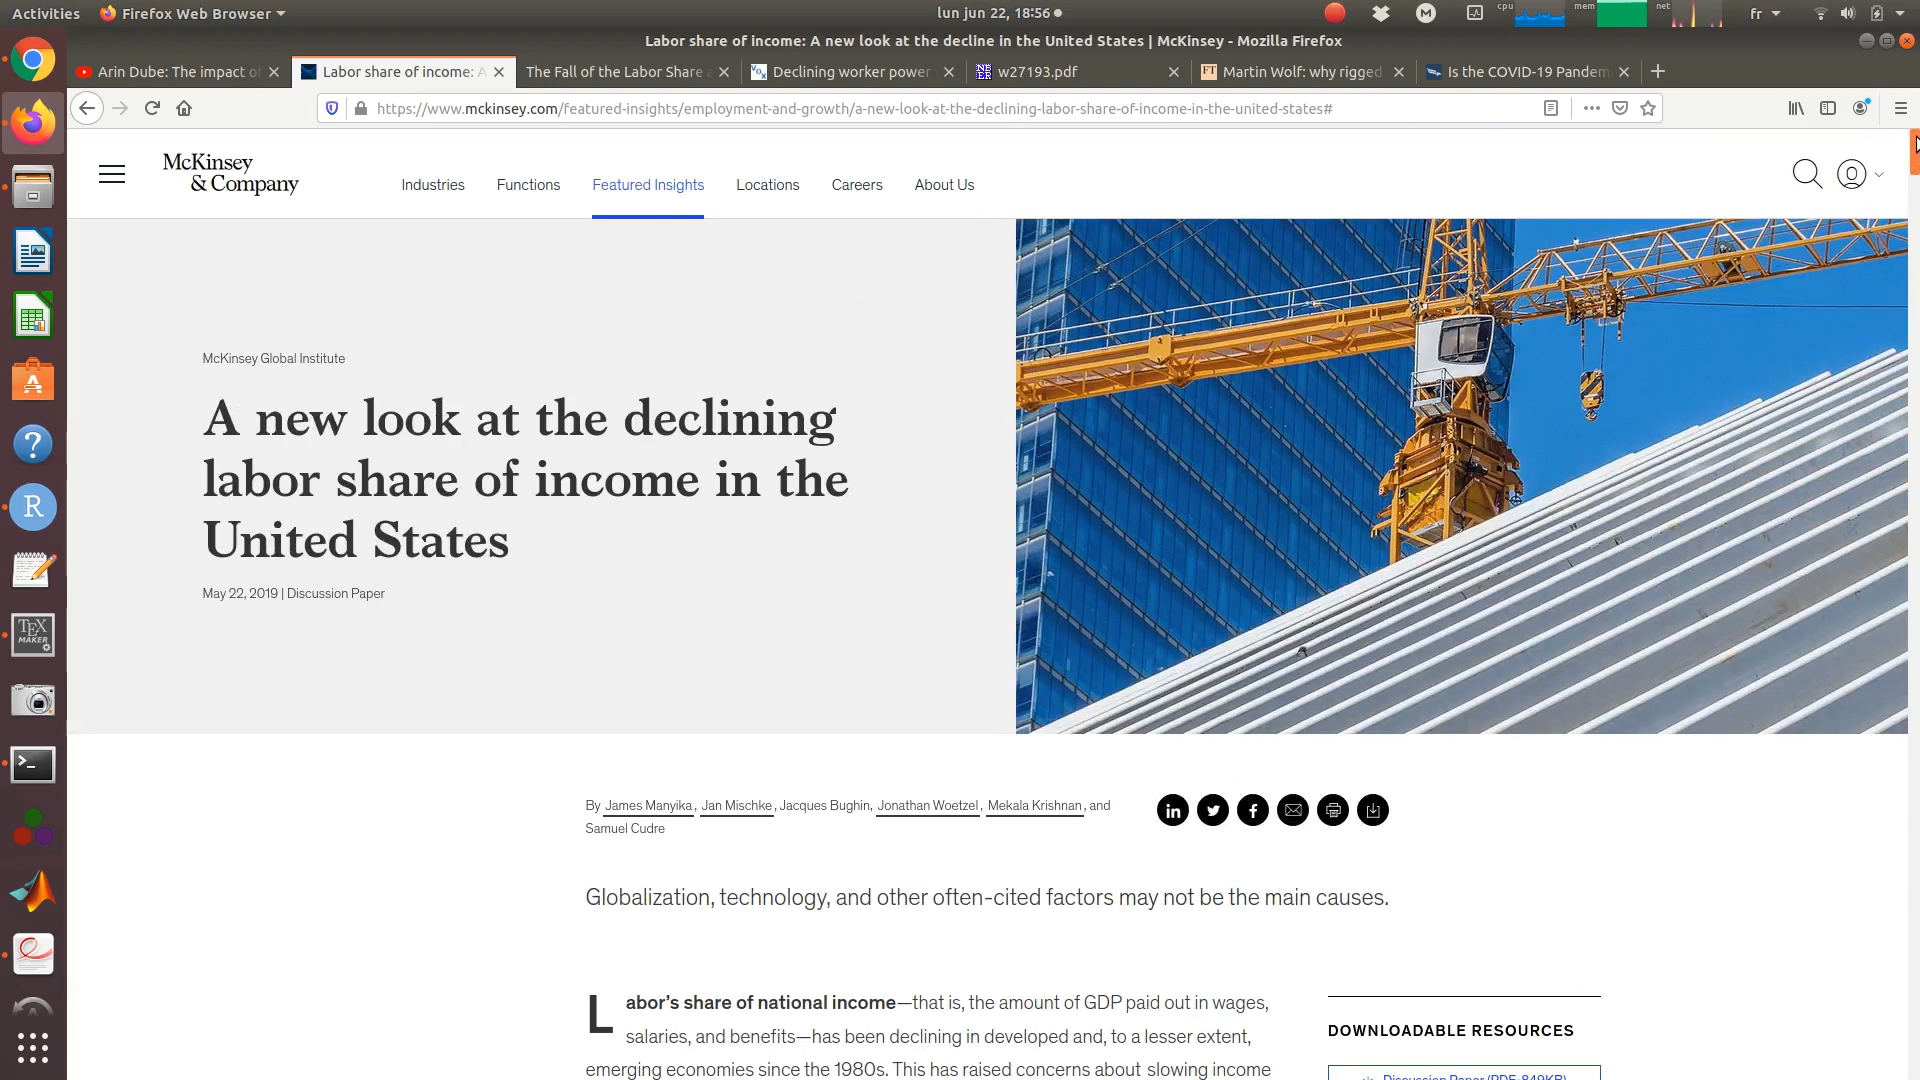 Activities
Firefox Web Browser
lun jun 22, 18:56
cpu
mem
net
fr
Labor share of income: A new look at the decline in the United States | McKinsey - Mozilla Firefox
Arin Dube: The impact of
Labor share of income: A
The Fall of the Labor Share a
Declining worker power
w27193.pdf
Martin Wolf: why rigged
Is the COVID-19 Pandem
https://www.mckinsey.com/featured-insights/employment-and-growth/a-new-look-at-the-declining-labor-share-of-income-in-the-united-states#
McKinsey
& Company
Industries
Functions
Featured Insights
Locations
Careers
About Us
McKinsey Global Institute
A new look at the declining
labor share of income in the
United States
May 22, 2019 | Discussion Paper
By James Manyika, Jan Mischke, Jacques Bughin, Jonathan Woetzel, Mekala Krishnan, and
Samuel Cudre
Globalization, technology, and other often-cited factors may not be the main causes.
Labor’s share of national income—that is, the amount of GDP paid out in wages,
salaries, and benefits—has been declining in developed and, to a lesser extent,
emerging economies since the 1980s. This has raised concerns about slowing income
DOWNLOADABLE RESOURCES
Discussion Paper (PDF-849KB)
TEX
MAKER